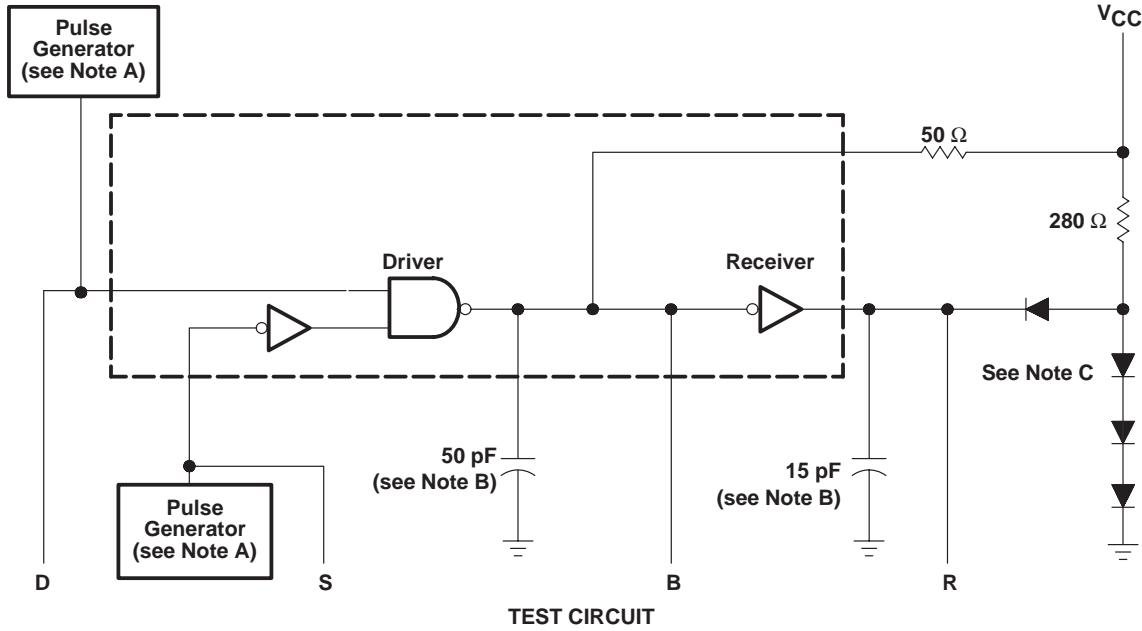 Pulse
Generator
(see Note A)
VCC
50 Ω
280 Ω
Driver
Receiver
See Note C
50 pF
(see Note B)
15 pF
(see Note B)
Pulse
Generator
(see Note A)
D
S
B
R
TEST CIRCUIT